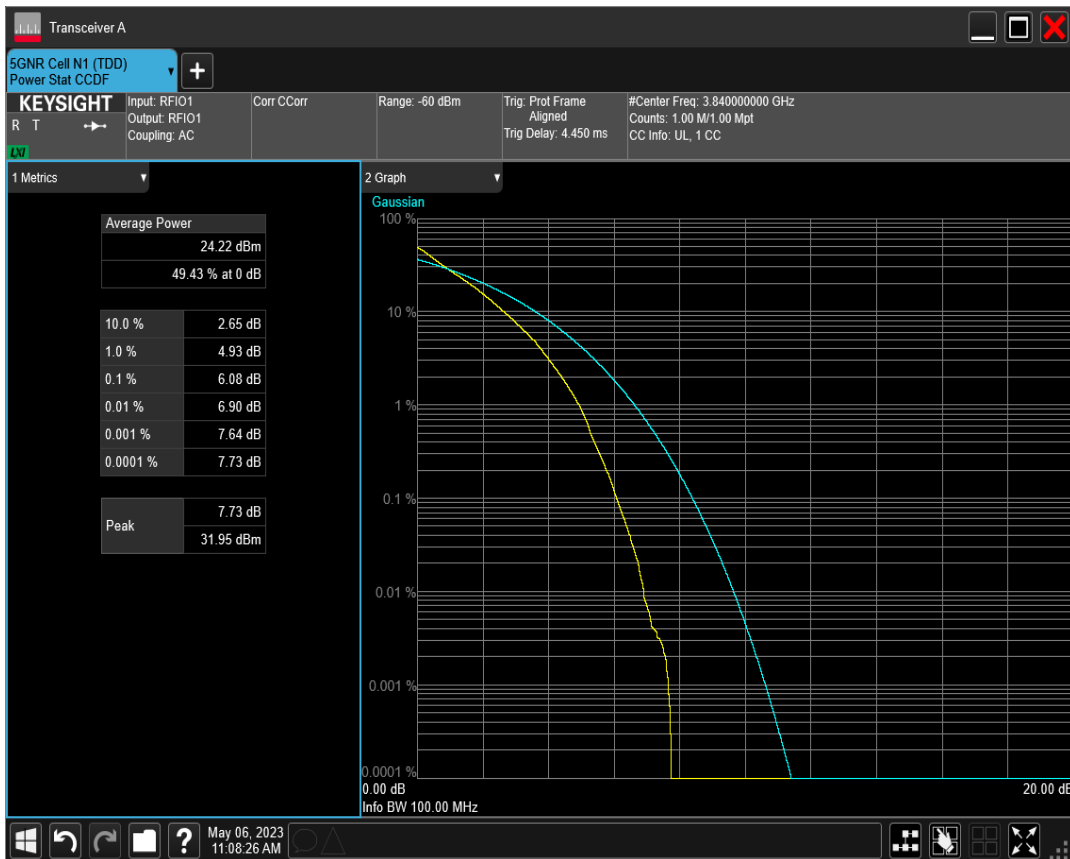 Transceiver A
5GNR Cell N1 (TDD)
Power Stat CCDF
KEYSIGHT
R T
LXI
Input: RFIO1
Output: RFIO1
Coupling: AC
Corr CCorr
Range: -60 dBm
Trig: Prot Frame
Aligned
Trig Delay: 4.450 ms
#Center Freq: 3.840000000 GHz
Counts: 1.00 M/1.00 Mpt
CC Info: UL, 1 CC
1 Metrics
Average Power
24.22 dBm
49.43 % at 0 dB
10.0 % 2.65 dB
1.0 % 4.93 dB
0.1 % 6.08 dB
0.01 % 6.90 dB
0.001 % 7.64 dB
0.0001 % 7.73 dB
Peak 7.73 dB
31.95 dBm
2 Graph
Gaussian
100 %
10 %
1 %
0.1 %
0.01 %
0.001 %
0.0001 %
0.00 dB 20.00 dB
Info BW 100.00 MHz
?
May 06, 2023
11:08:26 AM